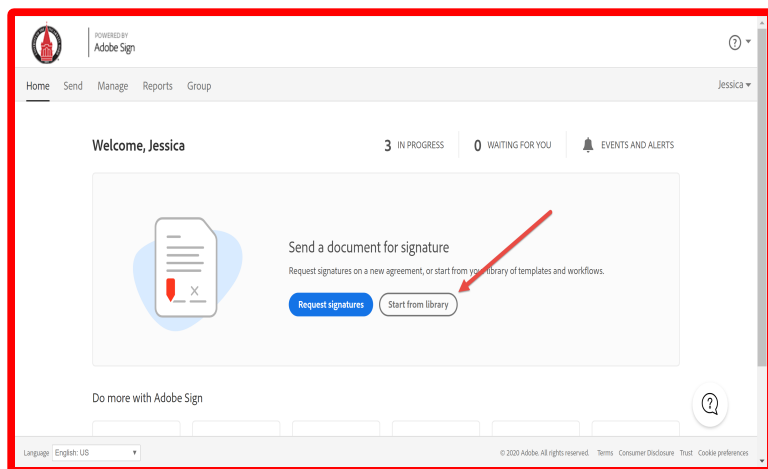 POWERED BY
Adobe Sign
Home Send Manage Reports Group
Jessica
Welcome, Jessica
3 IN PROGRESS
0 WAITING FOR YOU
EVENTS AND ALERTS
Send a document for signature
Request signatures on a new agreement, or start from your library of templates and workflows.
Request signatures
Start from library
Do more with Adobe Sign
Language English: US
© 2020 Adobe. All rights reserved. Terms Consumer Disclosure Trust Cookie preferences